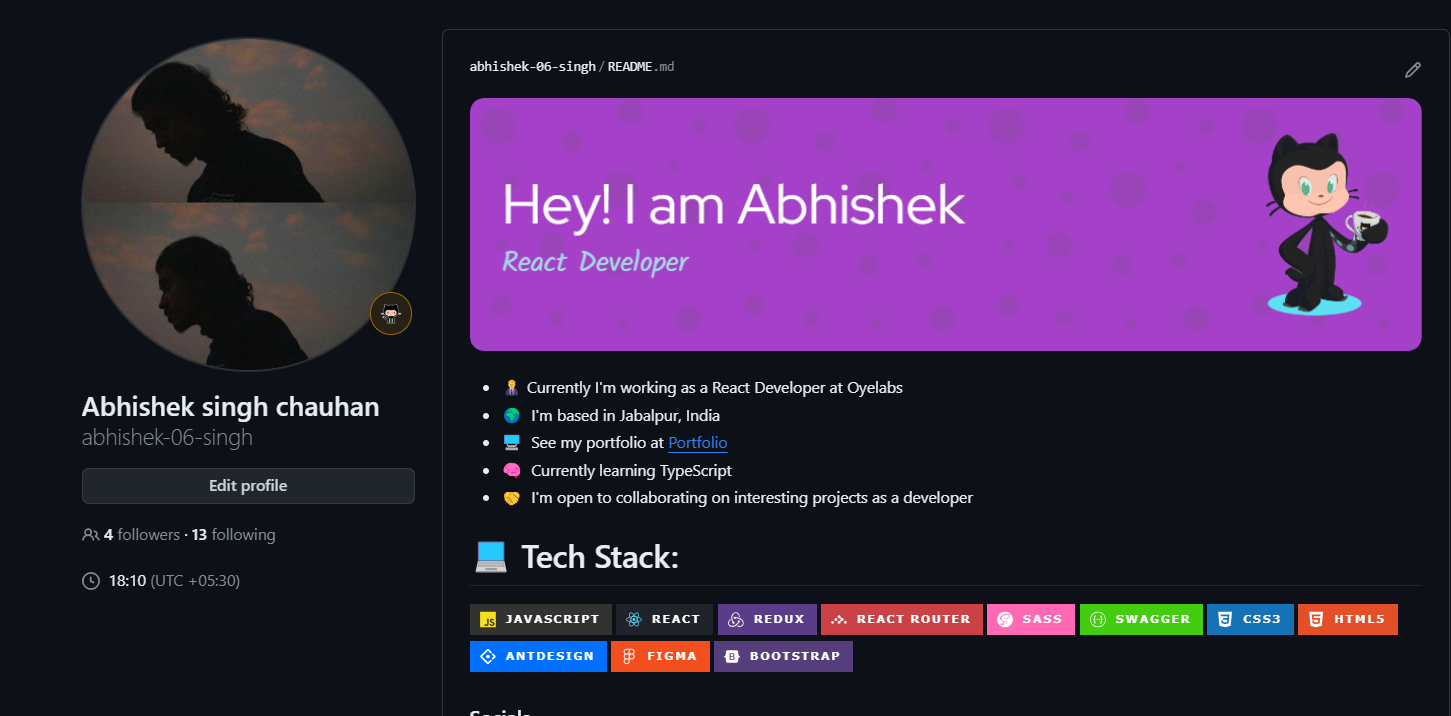 abhishek-06-singh/README.md
Hey! I am Abhishek
React Developer
Abhishek singh chauhan
abhishek-06-singh
Edit profile
4 followers · 13 following
18:10 (UTC +05:30)
Currently I'm working as a React Developer at Oyelabs
I'm based in Jabalpur, India
See my portfolio at Portfolio
Currently learning TypeScript
I'm open to collaborating on interesting projects as a developer
Tech Stack:
JS JAVASCRIPT REACT REDUX REACT ROUTER SASS SWAGGER CSS3 HTML5
ANTDESIGN FIGMA B BOOTSTRAP
Socials